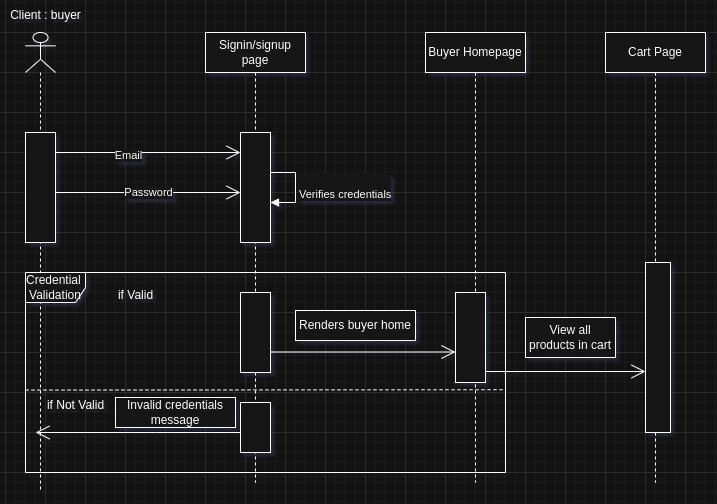 Client : buyer
Signin/signup
page
Buyer Homepage
Cart Page
Email
Password
Verifies credentials
Credential
Validation
if Valid
Renders buyer home
View all
products in cart
if Not Valid
Invalid credentials
message